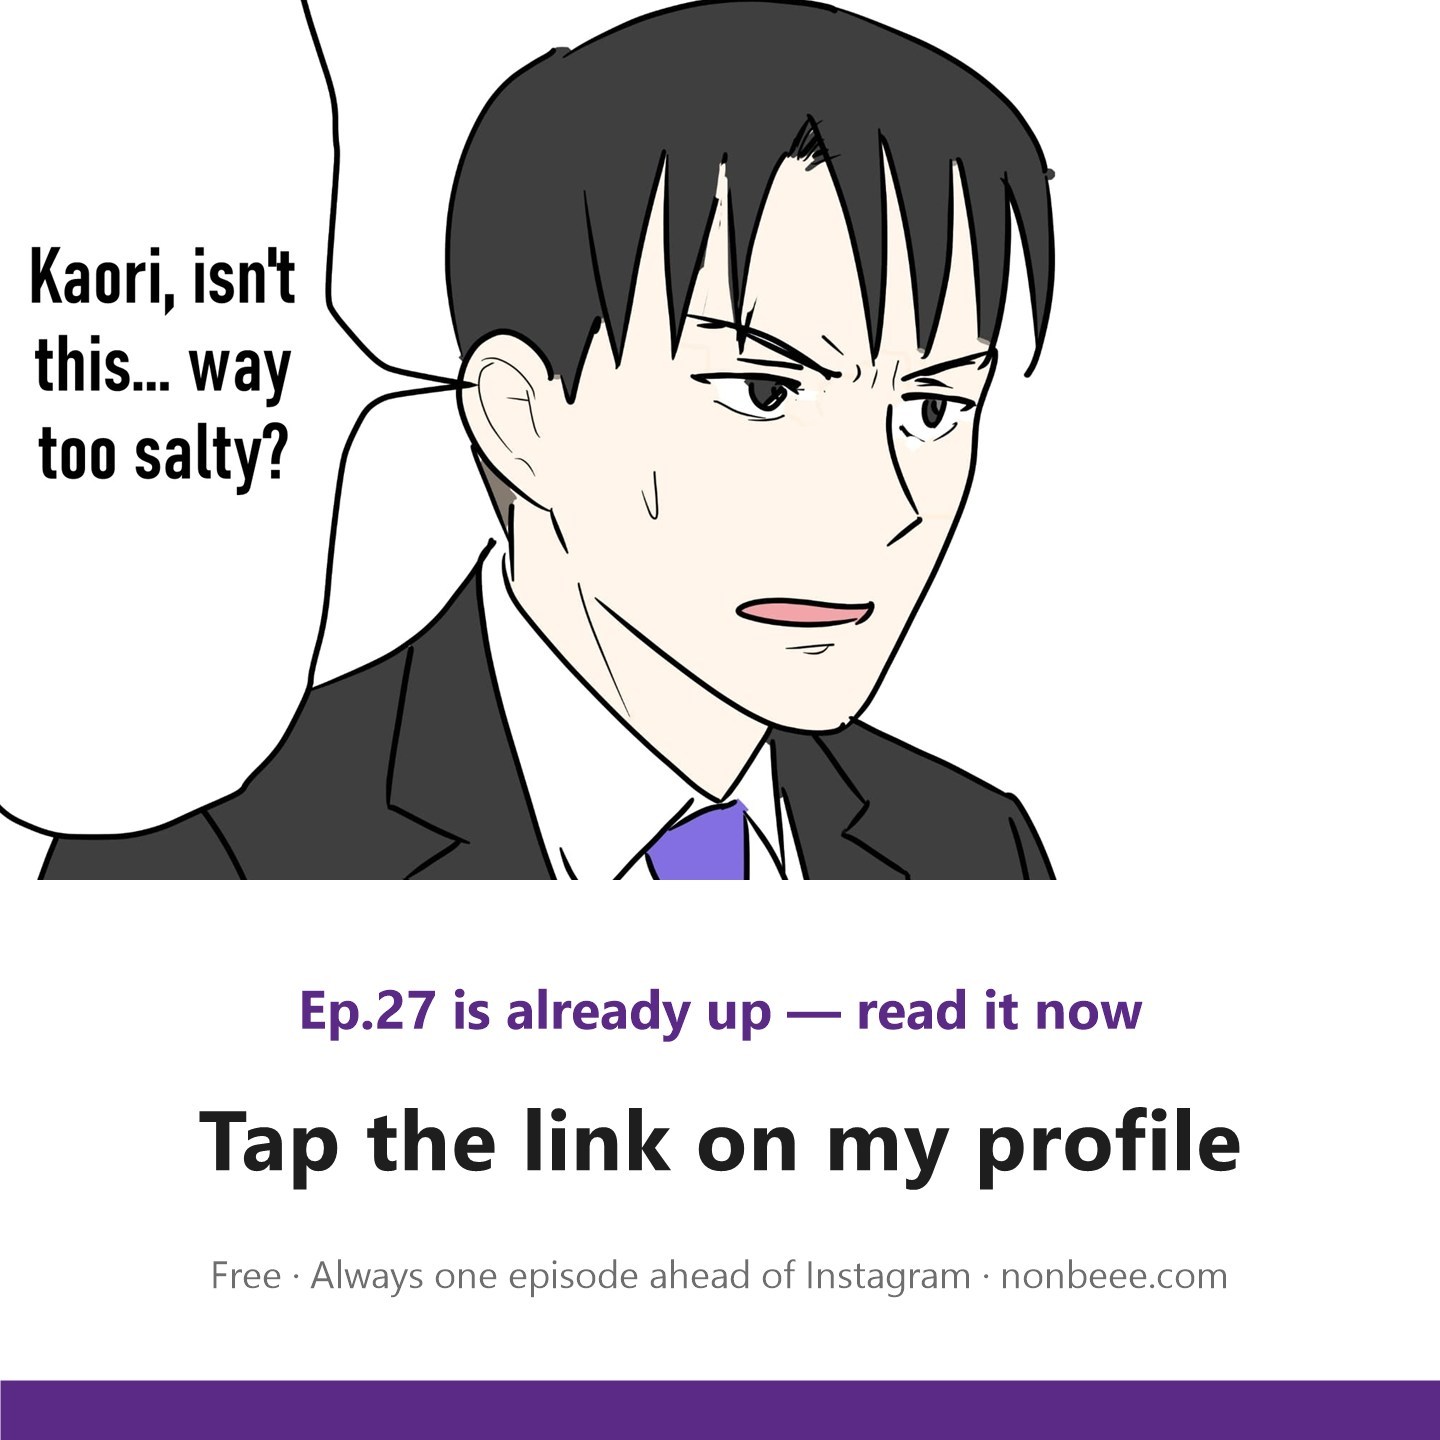 Kaori, isn't
this... way
too salty?
Ep.27 is already up — read it now
Tap the link on my profile
Free · Always one episode ahead of Instagram · nonbeee.com